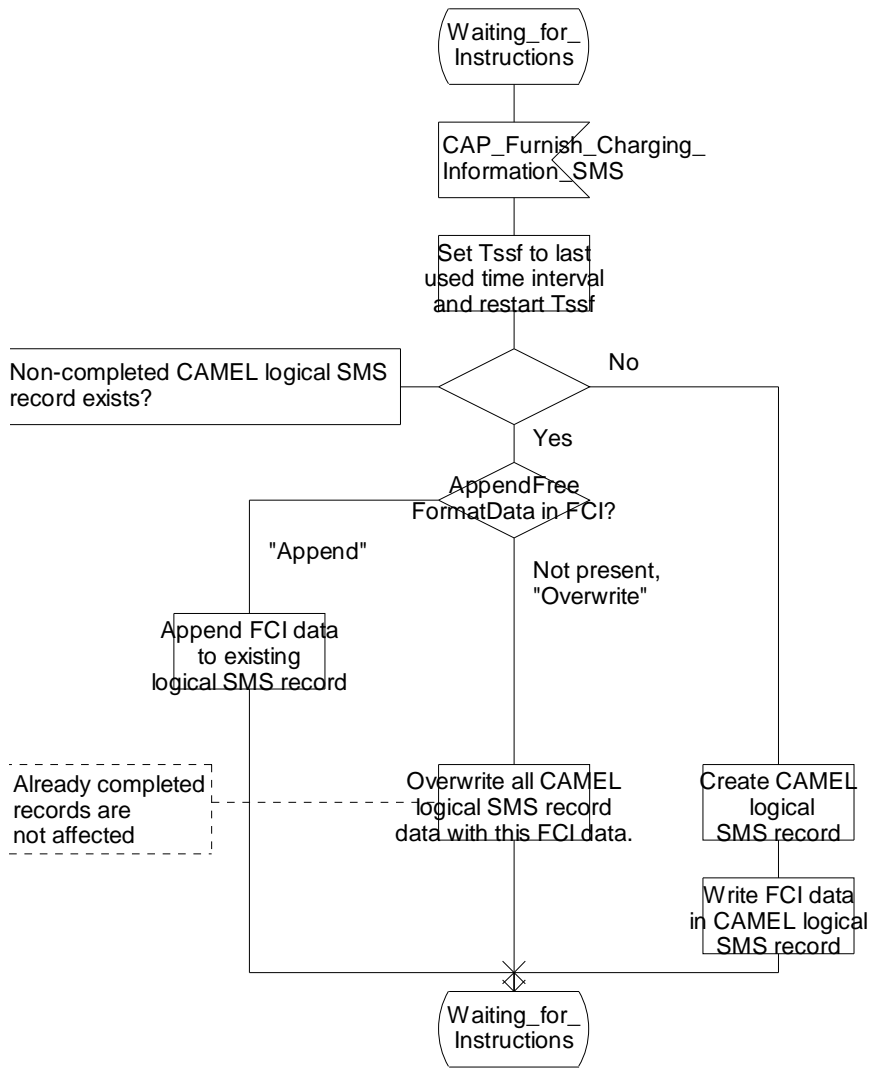 Waiting_for_
Instructions
CAP_Furnish_Charging_
Information_SMS
Set Tssf to last
used time interval
and restart Tssf
Non-completed CAMEL logical SMS
record exists?
No
Yes
AppendFree
FormatData in FCI?
"Append"
Not present,
"Overwrite"
Append FCI data
to existing
logical SMS record
Already completed
records are
not affected
Overwrite all CAMEL
logical SMS record
data with this FCI data.
Create CAMEL
logical
SMS record
Write FCI data
in CAMEL logical
SMS record
Waiting_for_
Instructions